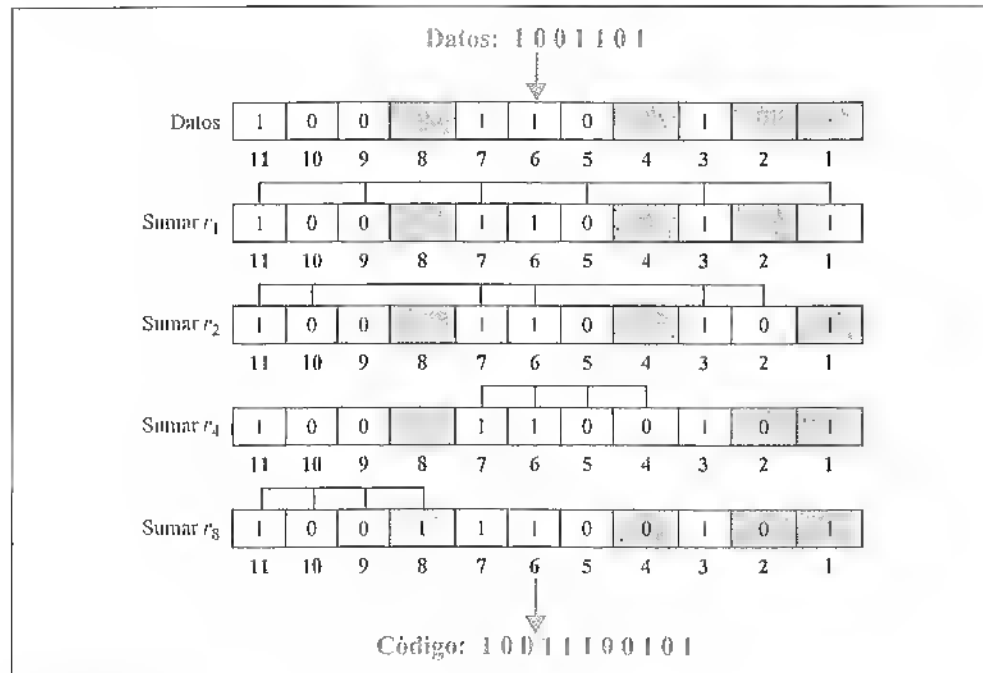 Datos: 1 0 0 1 1 0 1
Datos 1 0 0 1 1 0 1
11 10 9 8 7 6 5 4 3 2 1
Sumar r1 1 0 0 1 1 0 1 1
11 10 9 8 7 6 5 4 3 2 1
Sumar r2 1 0 0 1 1 0 1 0 1
11 10 9 8 7 6 5 4 3 2 1
Sumar r4 1 0 0 1 1 0 0 1 0 1
11 10 9 8 7 6 5 4 3 2 1
Sumar r8 1 0 0 1 1 1 0 0 1 0 1
11 10 9 8 7 6 5 4 3 2 1
Código: 1 0 0 1 1 1 0 0 1 0 1